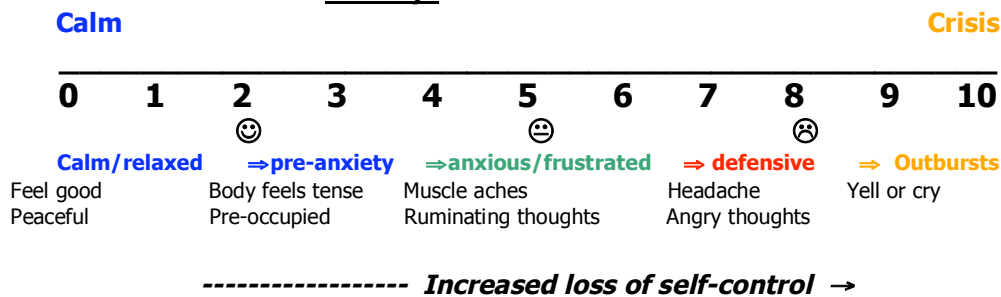 Calm Crisis
0 1 2 3 4 5 6 7 8 9 10
Calm/relaxed ⇒pre-anxiety ⇒anxious/frustrated ⇒ defensive ⇒ Outbursts
Feel good Body feels tense Muscle aches Headache Yell or cry
Peaceful Pre-occupied Ruminating thoughts Angry thoughts
----------------- Increased loss of self-control →